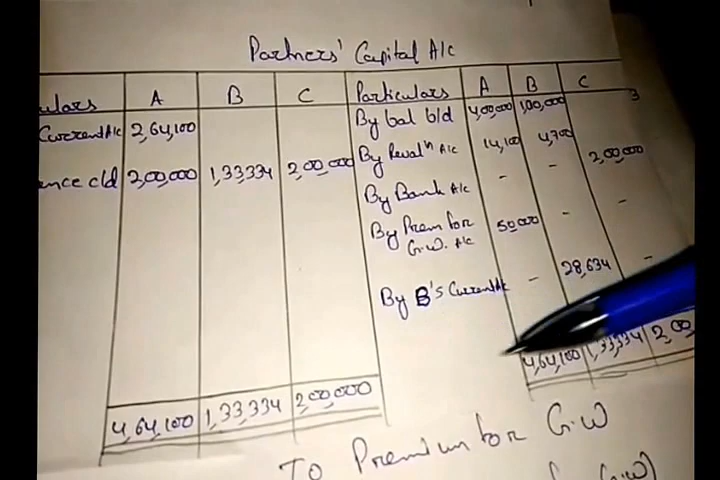 Partners' Capital A/c
ulars A B C Particulars A B C
Current A/c 2,64,100 By bal b/d 4,00,000 1,00,000
ance c/d 2,00,000 1,33,334 2,00,000 By Reval^n A/c 14,100 4,700
By Bank A/c - - 2,00,000
By Prem for G.W. A/c 50,000 - -
By B's Current A/c - 28,634 -
4,64,100 1,33,334 2,00,000 4,64,100 1,33,334 2,00
To Premium for G.W
G.W)